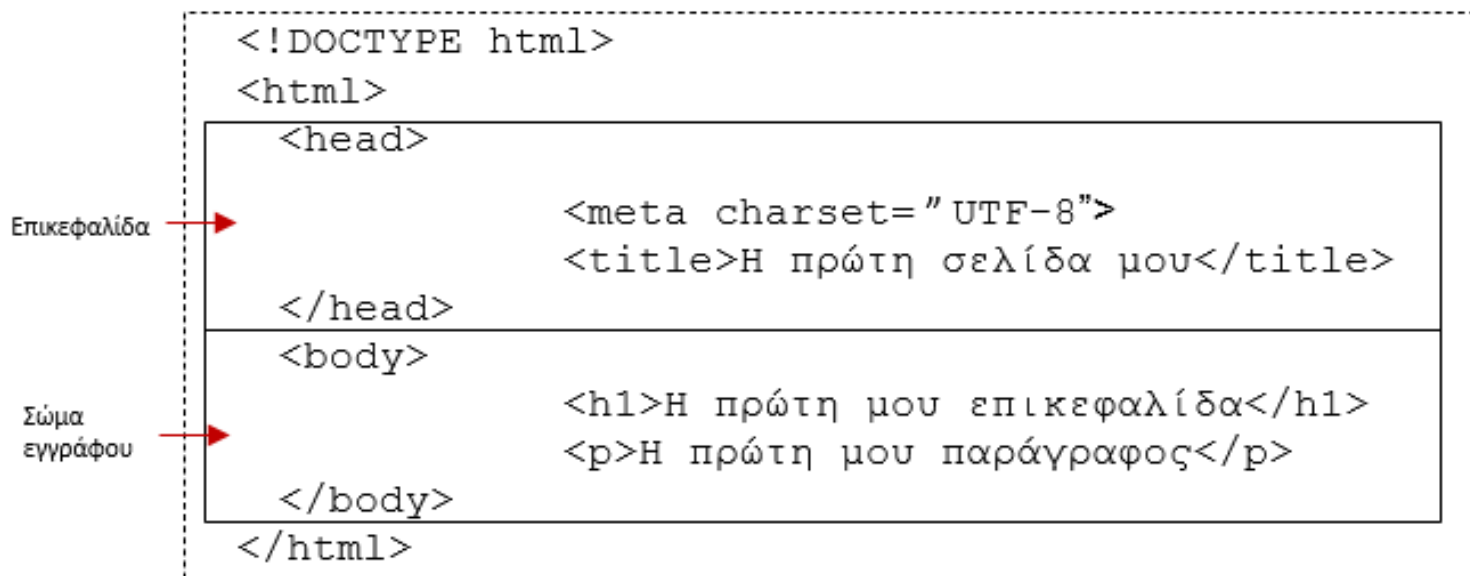 <!DOCTYPE html>
<html>
<head>
Επικεφαλίδα
<meta charset=″UTF-8”>
<title>Η πρώτη σελίδα μου</title>
</head>
<body>
Σώμα
εγγράφου
<h1>Η πρώτη μου επικεφαλίδα</h1>
<p>Η πρώτη μου παράγραφος</p>
</body>
</html>